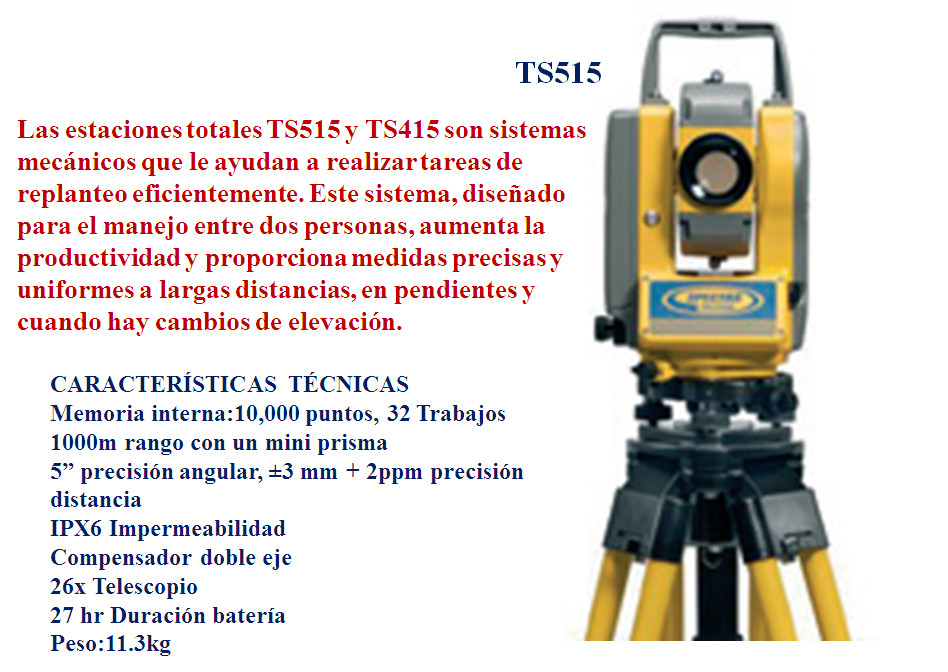 TS515
Las estaciones totales TS515 y TS415 son sistemas
mecánicos que le ayudan a realizar tareas de
replanteo eficientemente. Este sistema, diseñado
para el manejo entre dos personas, aumenta la
productividad y proporciona medidas precisas y
uniformes a largas distancias, en pendientes y
cuando hay cambios de elevación.
CARACTERÍSTICAS TÉCNICAS
Memoria interna:10,000 puntos, 32 Trabajos
1000m rango con un mini prisma
5” precisión angular, ±3 mm + 2ppm precisión
distancia
IPX6 Impermeabilidad
Compensador doble eje
26x Telescopio
27 hr Duración batería
Peso:11.3kg
SPECTRA